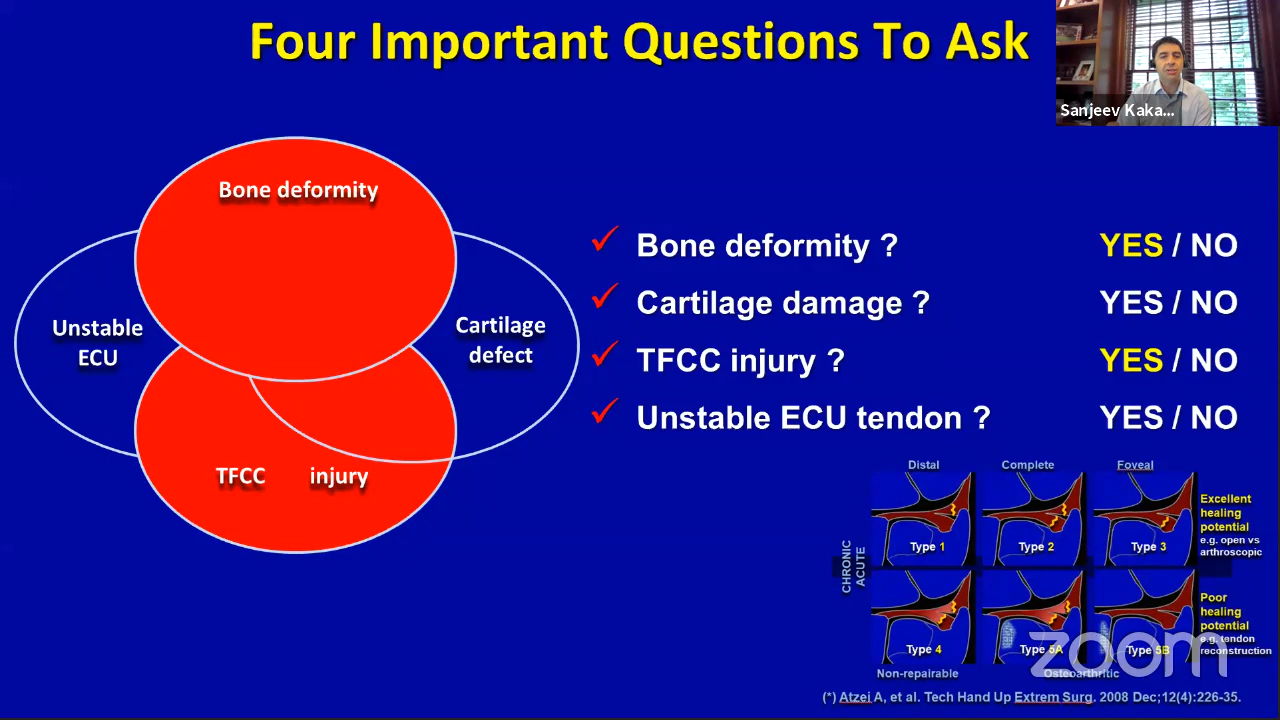 Four Important Questions To Ask
Sanjeev Kaka...
Bone deformity
Unstable
ECU
Cartilage
defect
TFCC injury
✓ Bone deformity ? YES / NO
✓ Cartilage damage ? YES / NO
✓ TFCC injury ? YES / NO
✓ Unstable ECU tendon ? YES / NO
Distal Complete Foveal
CHRONIC
ACUTE
Type 1 Type 2 Type 3
Excellent
healing
potential
e.g. open vs
arthroscopic
Type 4 Type 5A Type 5B
Poor
healing
potential
e.g. tendon
reconstruction
Non-repairable Osteoarthritic
zoom
(*) Atzei A, et al. Tech Hand Up Extrem Surg. 2008 Dec;12(4):226-35.